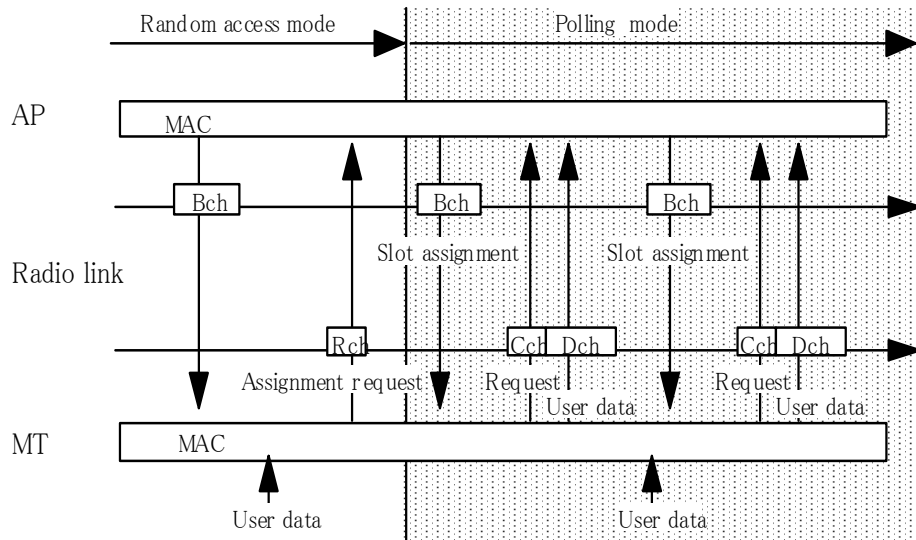 Random access mode
Polling mode
AP
MAC
Bch
Bch
Bch
Slot assignment
Slot assignment
Radio link
Rch
Cch
Dch
Cch
Dch
Assignment request
Request
Request
User data
User data
MT
MAC
User data
User data